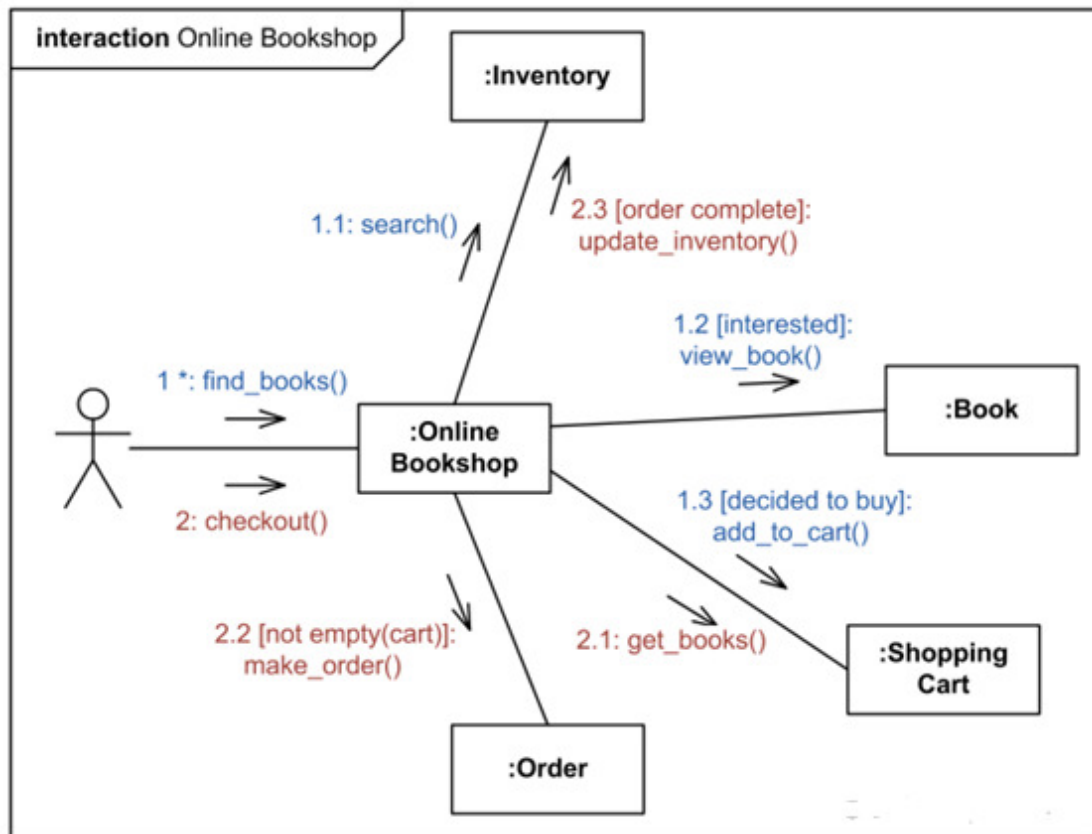 interaction Online Bookshop
:Inventory
1.1: search()
2.3 [order complete]:
update_inventory()
1.2 [interested]:
view_book()
1 *: find_books()
:Book
:Online
Bookshop
2: checkout()
1.3 [decided to buy]:
add_to_cart()
2.2 [not empty(cart)]:
make_order()
2.1: get_books()
:Shopping
Cart
:Order